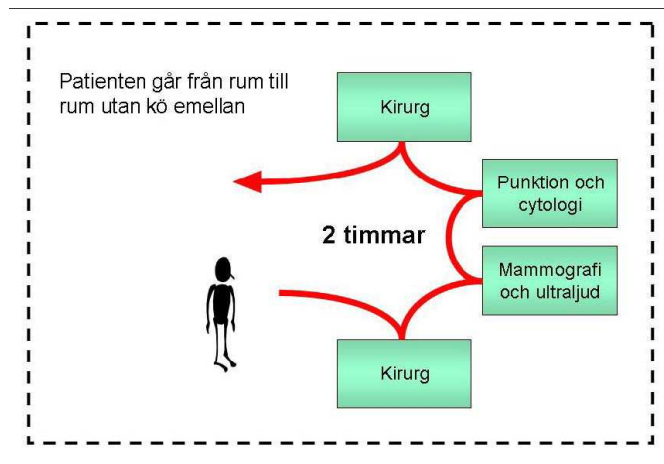 Patienten går från rum till
rum utan kö emellan
Kirurg
Punktion och
cytologi
2 timmar
Mammografi
och ultraljud
Kirurg